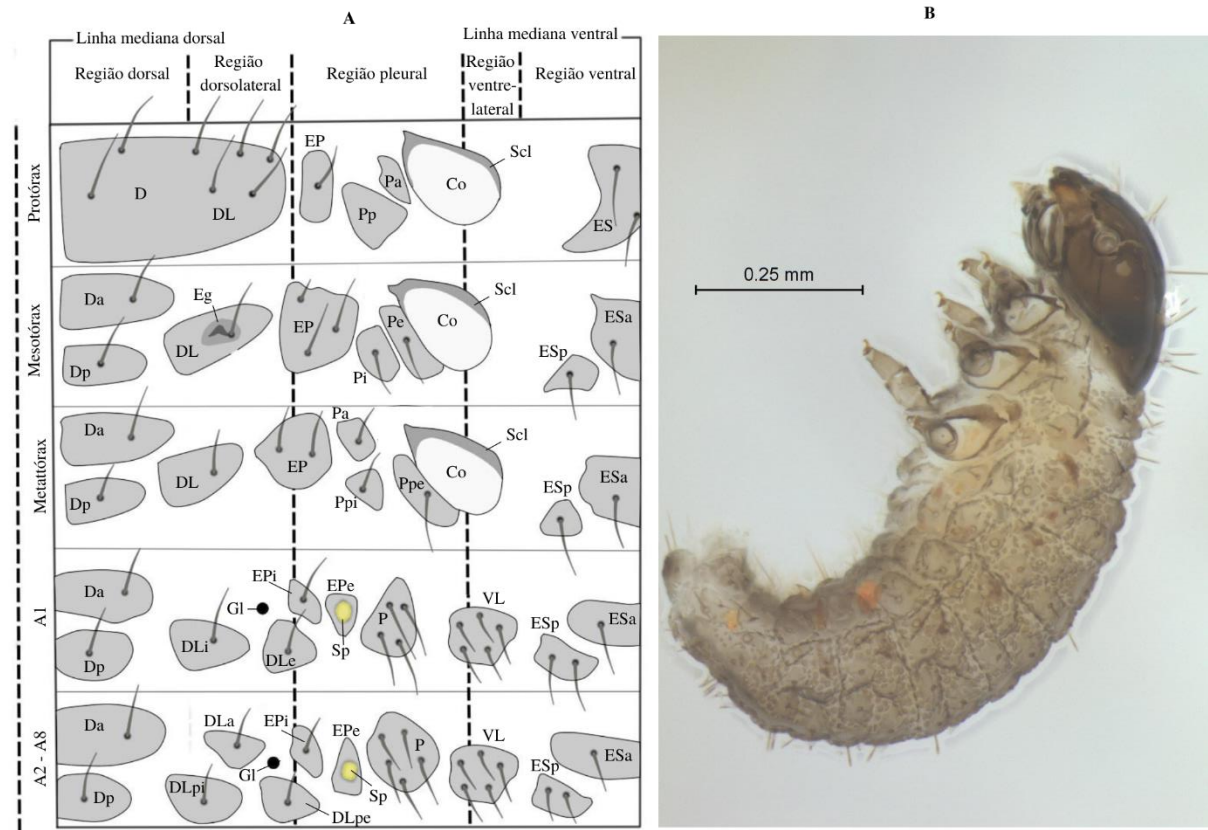 A
B
Linha mediana dorsal
Linha mediana ventral
Região dorsal
Região
dorsolateral
Região pleural
Região
ventre-
lateral
Região ventral
Protórax
D
DL
EP
Pp
Pa
Co
Scl
ES
Mesotórax
Da
Dp
Eg
DL
EP
Pi
Pe
Co
Scl
ESp
ESa
Metattórax
Da
Dp
DL
EP
Pa
Ppi
Ppe
Co
Scl
ESp
ESa
A1
Da
Dp
Gl
DLi
EPi
DLe
EPe
Sp
P
VL
ESp
ESa
A2 - A8
Da
Dp
DLa
DLpi
Gl
EPi
DLpe
EPe
Sp
P
VL
ESp
ESa
0.25 mm